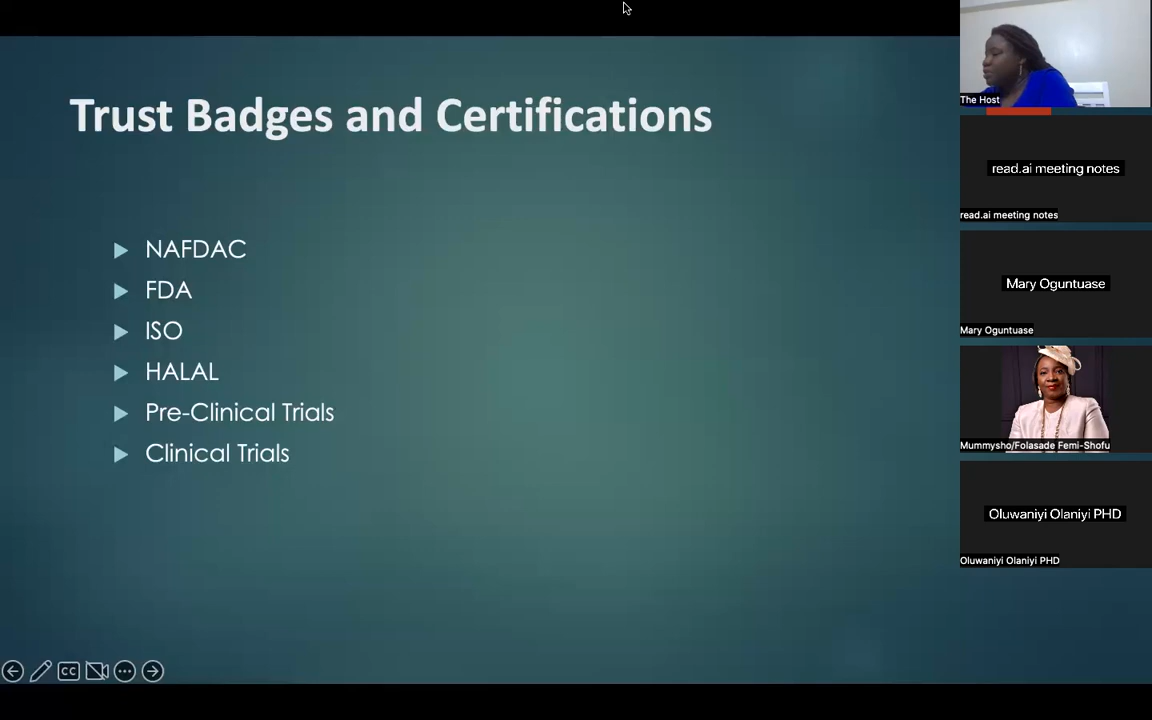 Trust Badges and Certifications
NAFDAC
FDA
ISO
HALAL
Pre-Clinical Trials
Clinical Trials
CC
The Host
read.ai meeting notes
read.ai meeting notes
Mary Oguntuase
Mary Oguntuase
Mummysho/Folasade Femi-Shofu
Oluwaniyi Olaniyi PHD
Oluwaniyi Olaniyi PHD